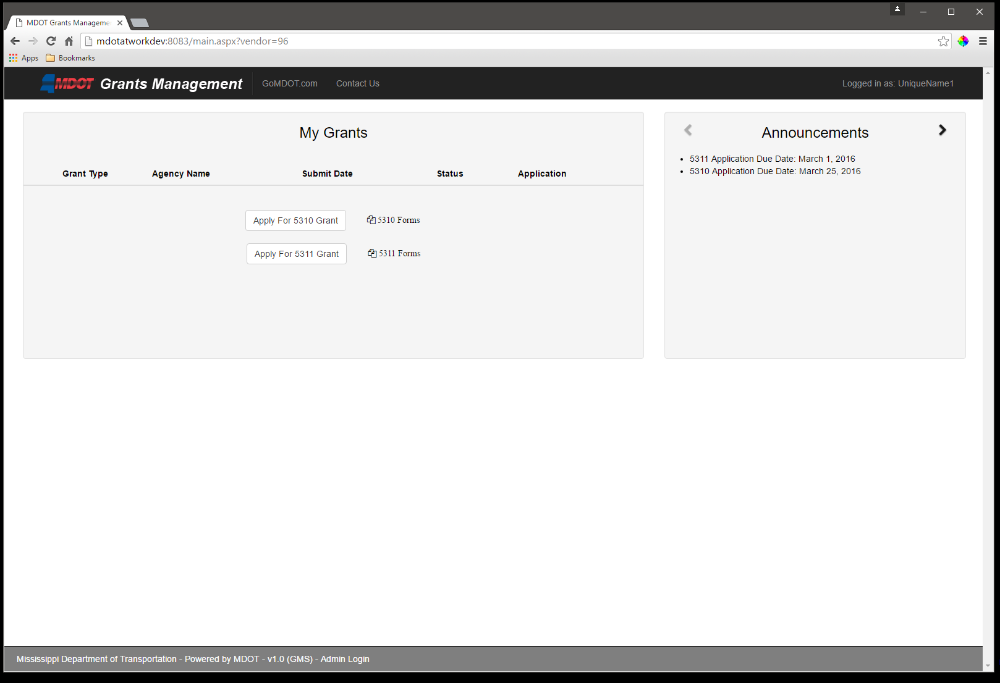 MDOT Grants Manageme
mdotatworkdev:8083/main.aspx?vendor=96
Apps Bookmarks
MDOT Grants Management GoMDOT.com Contact Us Logged in as: UniqueName1
My Grants
Grant Type Agency Name Submit Date Status Application
Apply For 5310 Grant 5310 Forms
Apply For 5311 Grant 5311 Forms
Announcements
• 5311 Application Due Date: March 1, 2016
• 5310 Application Due Date: March 25, 2016
Mississippi Department of Transportation - Powered by MDOT - v1.0 (GMS) - Admin Login